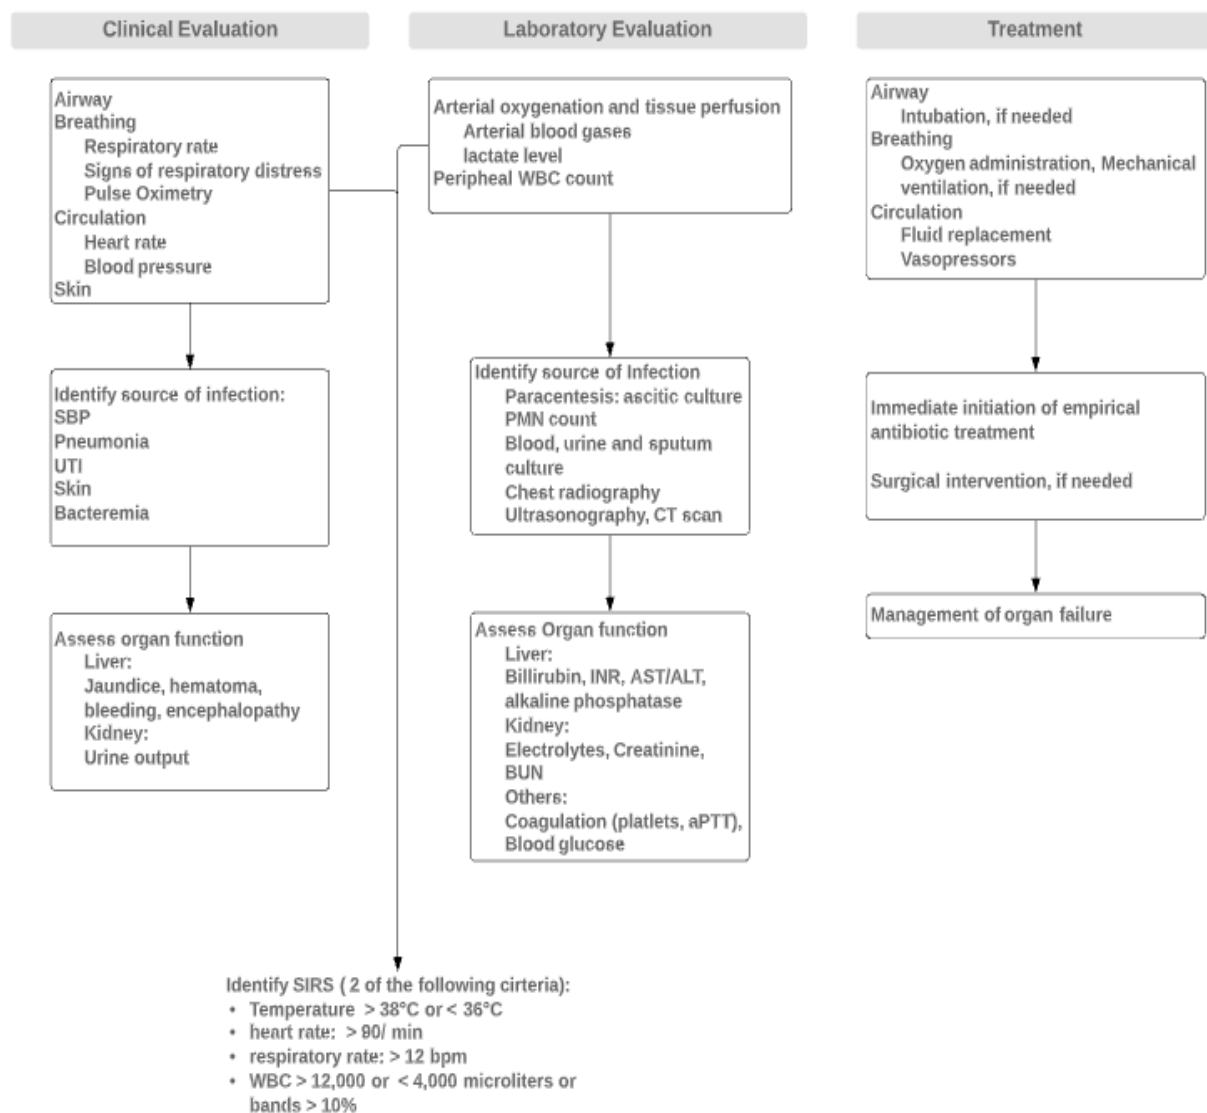 Clinical Evaluation
Airway
Breathing
Respiratory rate
Signs of respiratory distress
Pulse Oximetry
Circulation
Heart rate
Blood pressure
Skin
Identify source of infection:
SBP
Pneumonia
UTI
Skin
Bacteremia
Assess organ function
Liver:
Jaundice, hematoma,
bleeding, encephalopathy
Kidney:
Urine output
Laboratory Evaluation
Arterial oxygenation and tissue perfusion
Arterial blood gases
lactate level
Peripheal WBC count
Identify source of Infection
Paracentesis: ascitic culture
PMN count
Blood, urine and sputum
culture
Chest radiography
Ultrasonography, CT scan
Assess Organ function
Liver:
Billirubin, INR, AST/ALT,
alkaline phosphatase
Kidney:
Electrolytes, Creatinine,
BUN
Others:
Coagulation (platlets, aPTT),
Blood glucose
Treatment
Airway
Intubation, if needed
Breathing
Oxygen administration, Mechanical
ventilation, if needed
Circulation
Fluid replacement
Vasopressors
Immediate initiation of empirical
antibiotic treatment
Surgical intervention, if needed
Management of organ failure
Identify SIRS ( 2 of the following cirteria):
• Temperature > 38°C or < 36°C
• heart rate: > 90/ min
• respiratory rate: > 12 bpm
• WBC > 12,000 or < 4,000 microliters or
bands > 10%